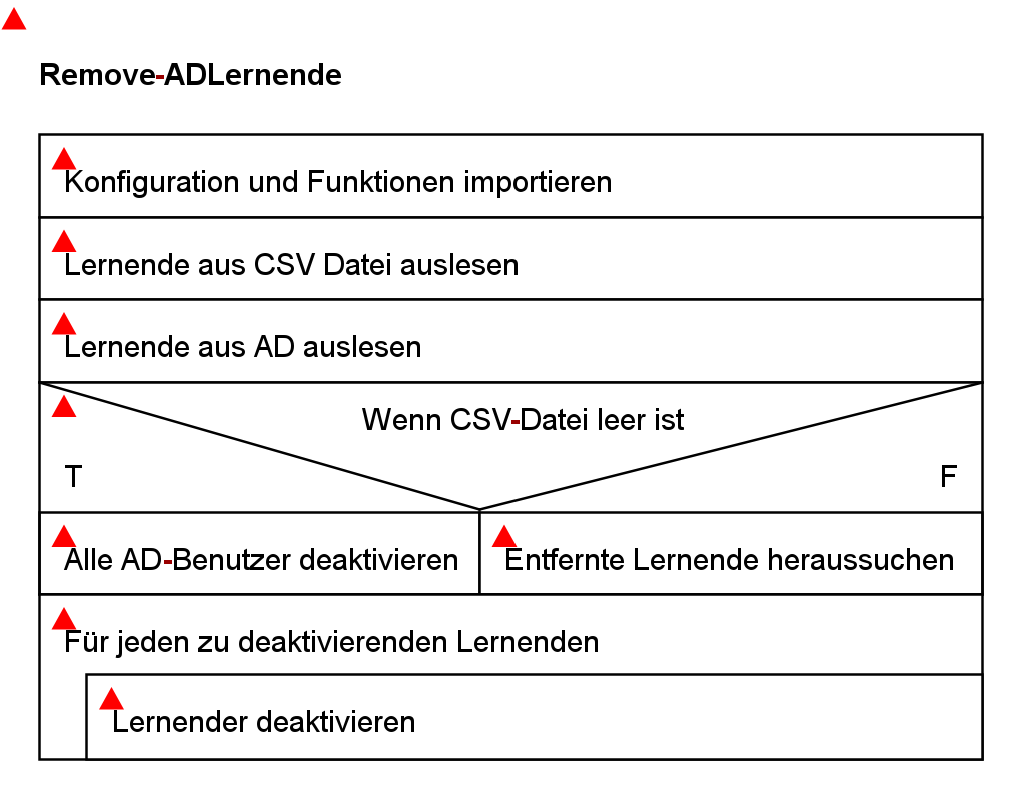 Remove-ADLernende
Konfiguration und Funktionen importieren
Lernende aus CSV Datei auslesen
Lernende aus AD auslesen
Wenn CSV-Datei leer ist
T
F
Alle AD-Benutzer deaktivieren
Entfernte Lernende heraussuchen
Für jeden zu deaktivierenden Lernenden
Lernender deaktivieren